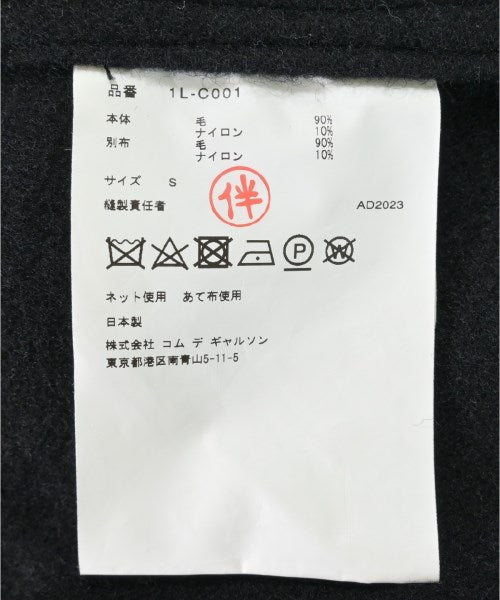 品番 1L-C001
本体 毛 90%
ナイロン 10%
別布 毛 90%
ナイロン 10%
サイズ S
縫製責任者 伴 AD2023
P W
ネット使用 あて布使用
日本製
株式会社 コム デ ギャルソン
東京都港区南青山5-11-5